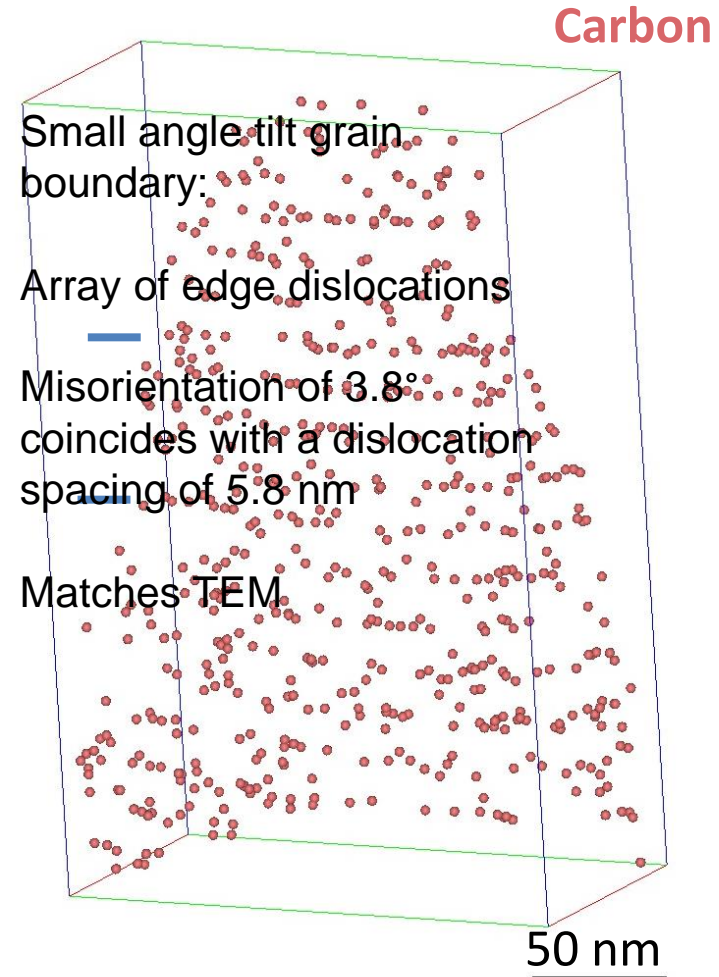 Carbon
Small angle tilt grain
boundary:
Array of edge dislocations
Misorientation of 3.8°
coincides with a dislocation
spacing of 5.8 nm
Matches TEM
50 nm